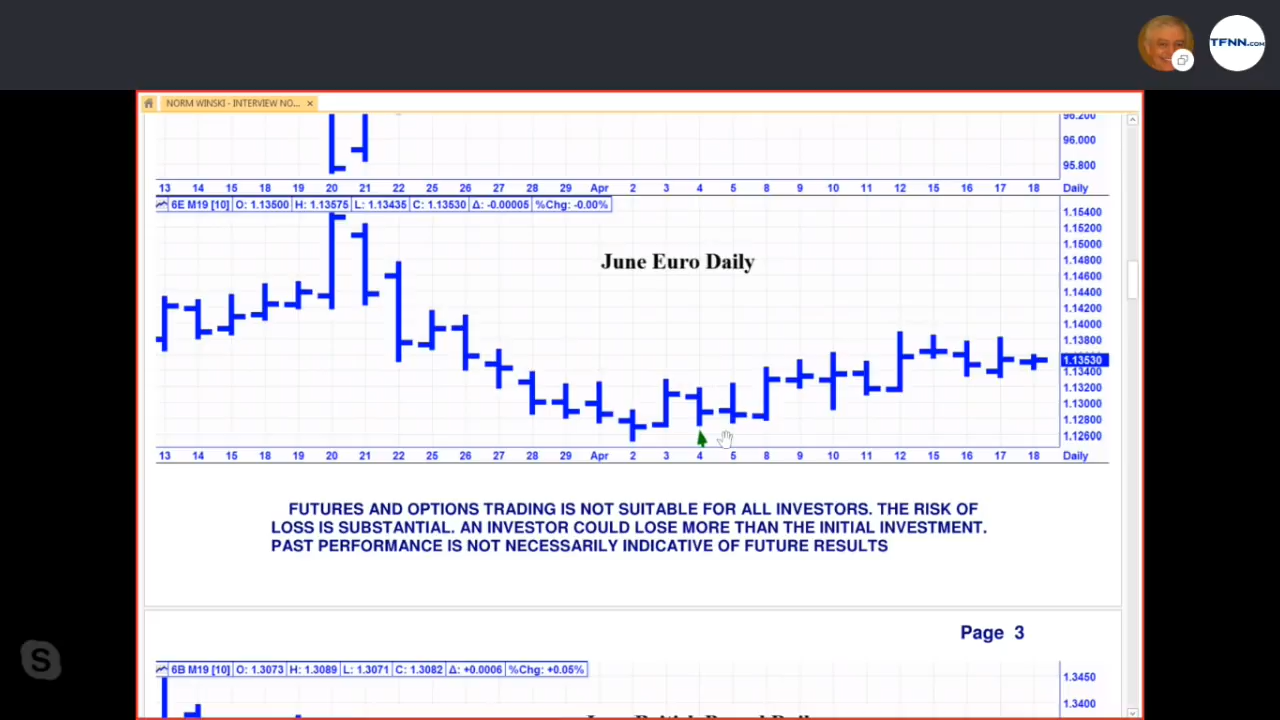 TFNN.COM
NORM WINSKI - INTERVIEW NO... ×
96.200
96.000
95.800
13 14 15 18 19 20 21 22 25 26 27 28 29 Apr 2 3 4 5 8 9 10 11 12 15 16 17 18 Daily
6E M19 [10] O: 1.13500 H: 1.13575 L: 1.13435 C: 1.13530 Δ: -0.00005 %Chg: -0.00%
1.15400
1.15200
June Euro Daily
1.15000
1.14800
1.14600
1.14400
1.14200
1.14000
1.13800
1.13530
1.13400
1.13200
1.13000
1.12800
1.12600
13 14 15 18 19 20 21 22 25 26 27 28 29 Apr 2 3 4 5 8 9 10 11 12 15 16 17 18 Daily
FUTURES AND OPTIONS TRADING IS NOT SUITABLE FOR ALL INVESTORS. THE RISK OF
LOSS IS SUBSTANTIAL. AN INVESTOR COULD LOSE MORE THAN THE INITIAL INVESTMENT.
PAST PERFORMANCE IS NOT NECESSARILY INDICATIVE OF FUTURE RESULTS
Page 3
6B M19 [10] O: 1.3073 H: 1.3089 L: 1.3071 C: 1.3082 Δ: +0.0006 %Chg: +0.05%
1.3450
1.3400
S